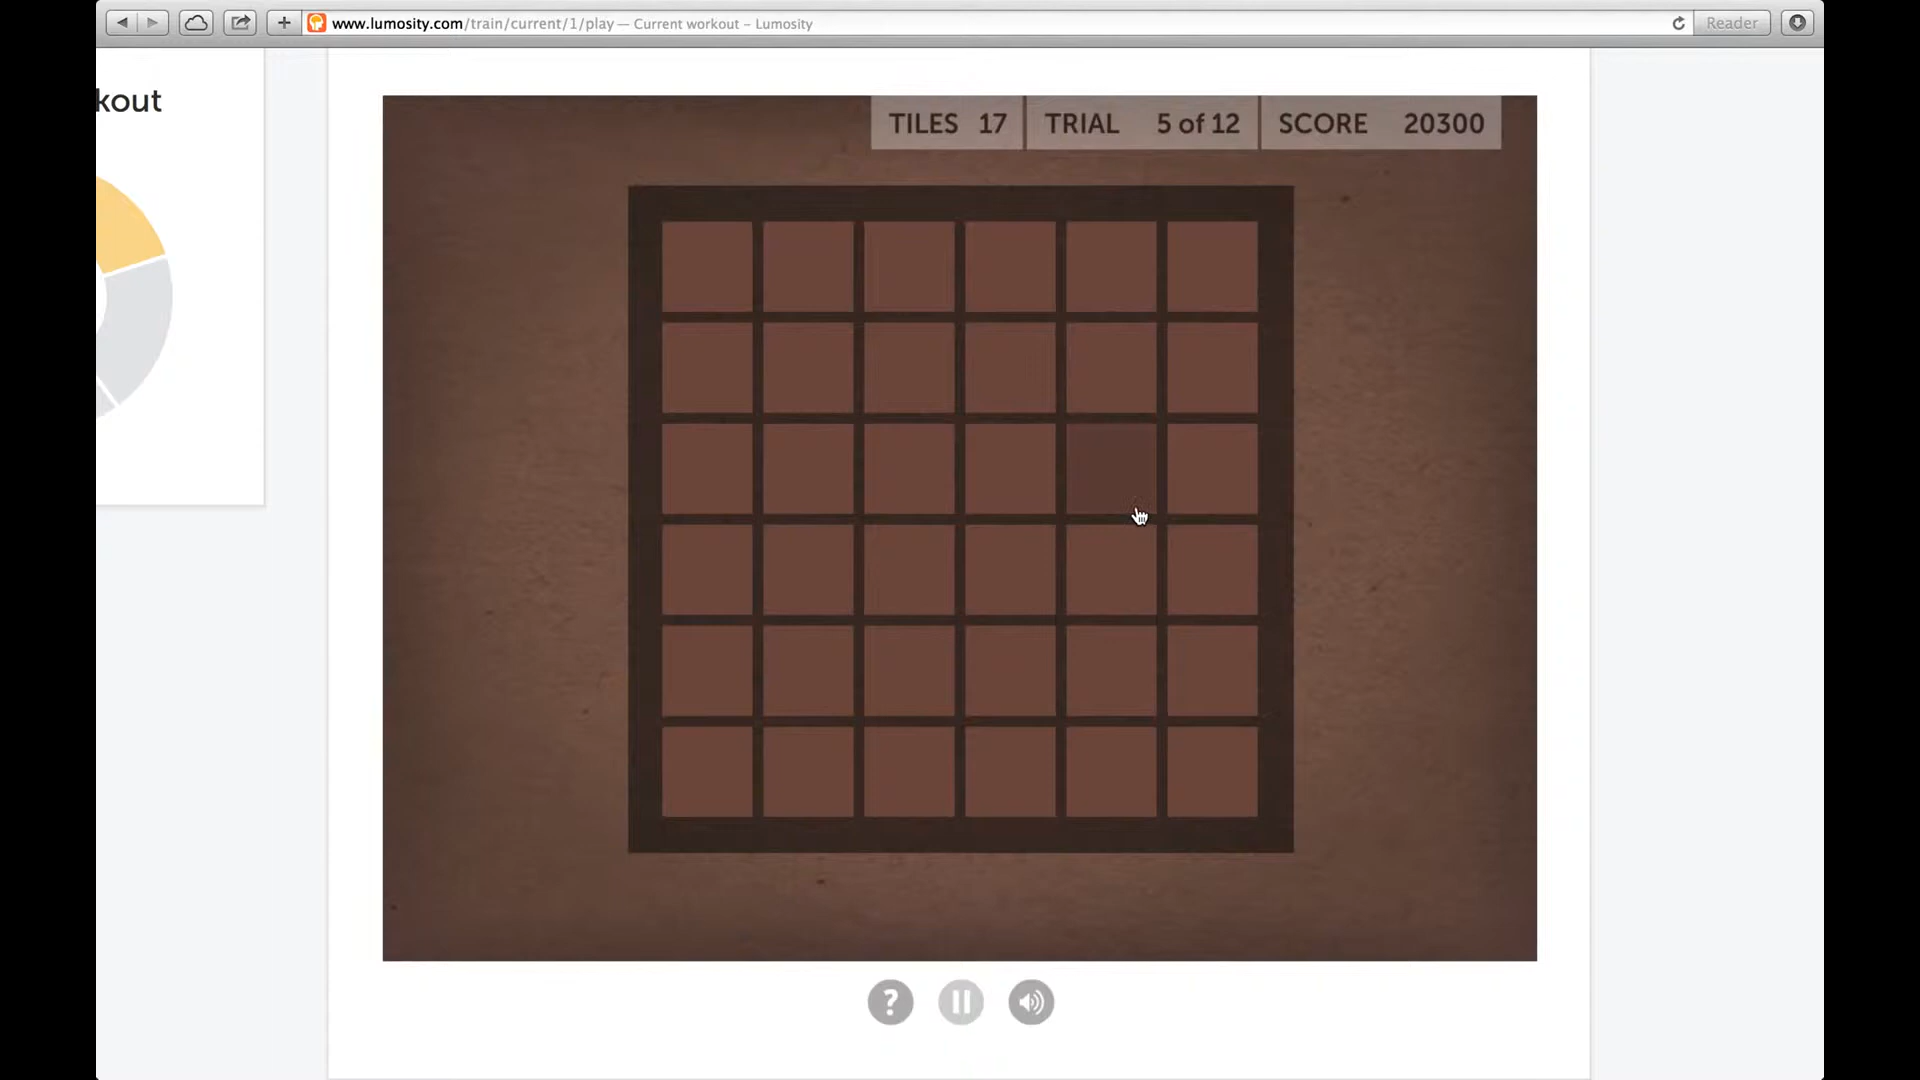 www.lumosity.com/train/current/1/play — Current workout – Lumosity
Reader
kout
TILES 17
TRIAL 5 of 12
SCORE 20300
?